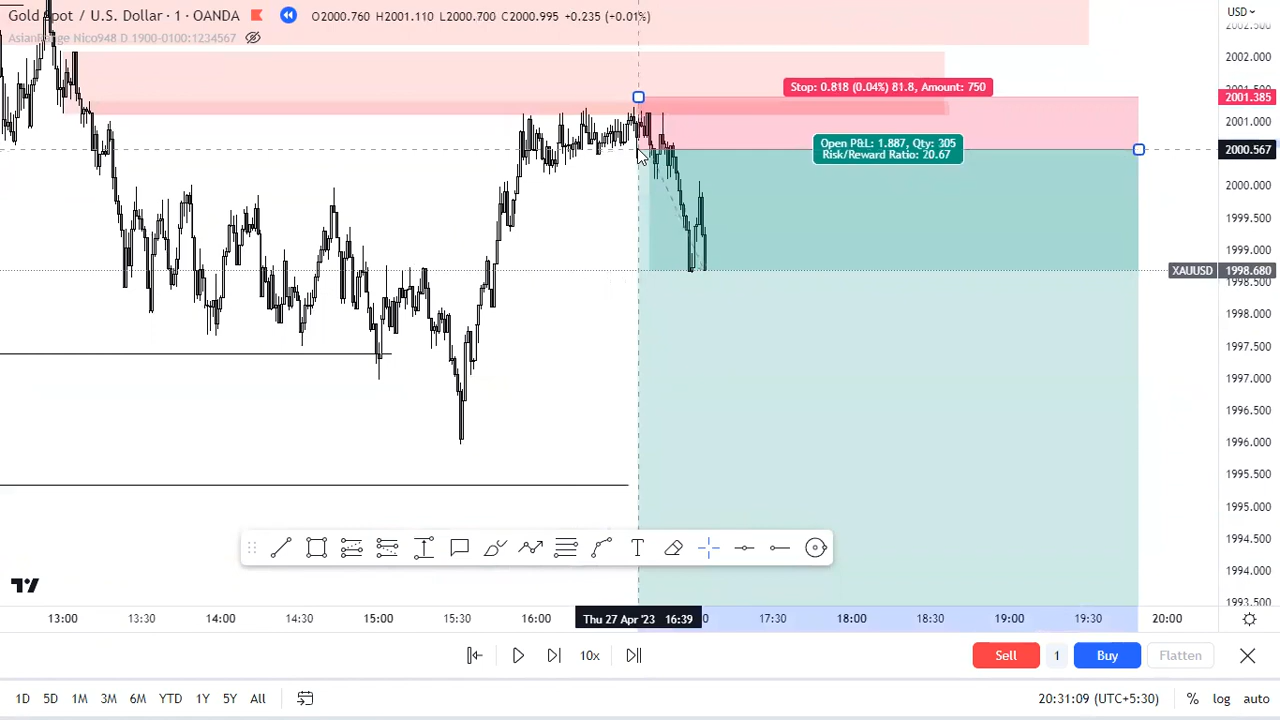 Gold Spot / U.S. Dollar · 1 · OANDA O2000.760 H2001.110 L2000.700 C2000.995 +0.235 (+0.01%)
AsianRange Nico948 D 1900-0100:1234567
USD
2002.500
2002.000
Stop: 0.818 (0.04%) 81.8, Amount: 750
2001.385
2001.000
Open P&L: 1.887, Qty: 305
Risk/Reward Ratio: 20.67
2000.567
2000.000
1999.500
1999.000
XAUUSD 1998.680
1998.500
1998.000
1997.500
1997.000
1996.500
1996.000
1995.500
1995.000
1994.500
1994.000
1993.500
13:00 13:30 14:00 14:30 15:00 15:30 16:00 Thu 27 Apr '23 16:39 17:30 18:00 18:30 19:00 19:30 20:00
10x Sell 1 Buy Flatten
1D 5D 1M 3M 6M YTD 1Y 5Y All 20:31:09 (UTC+5:30) % log auto